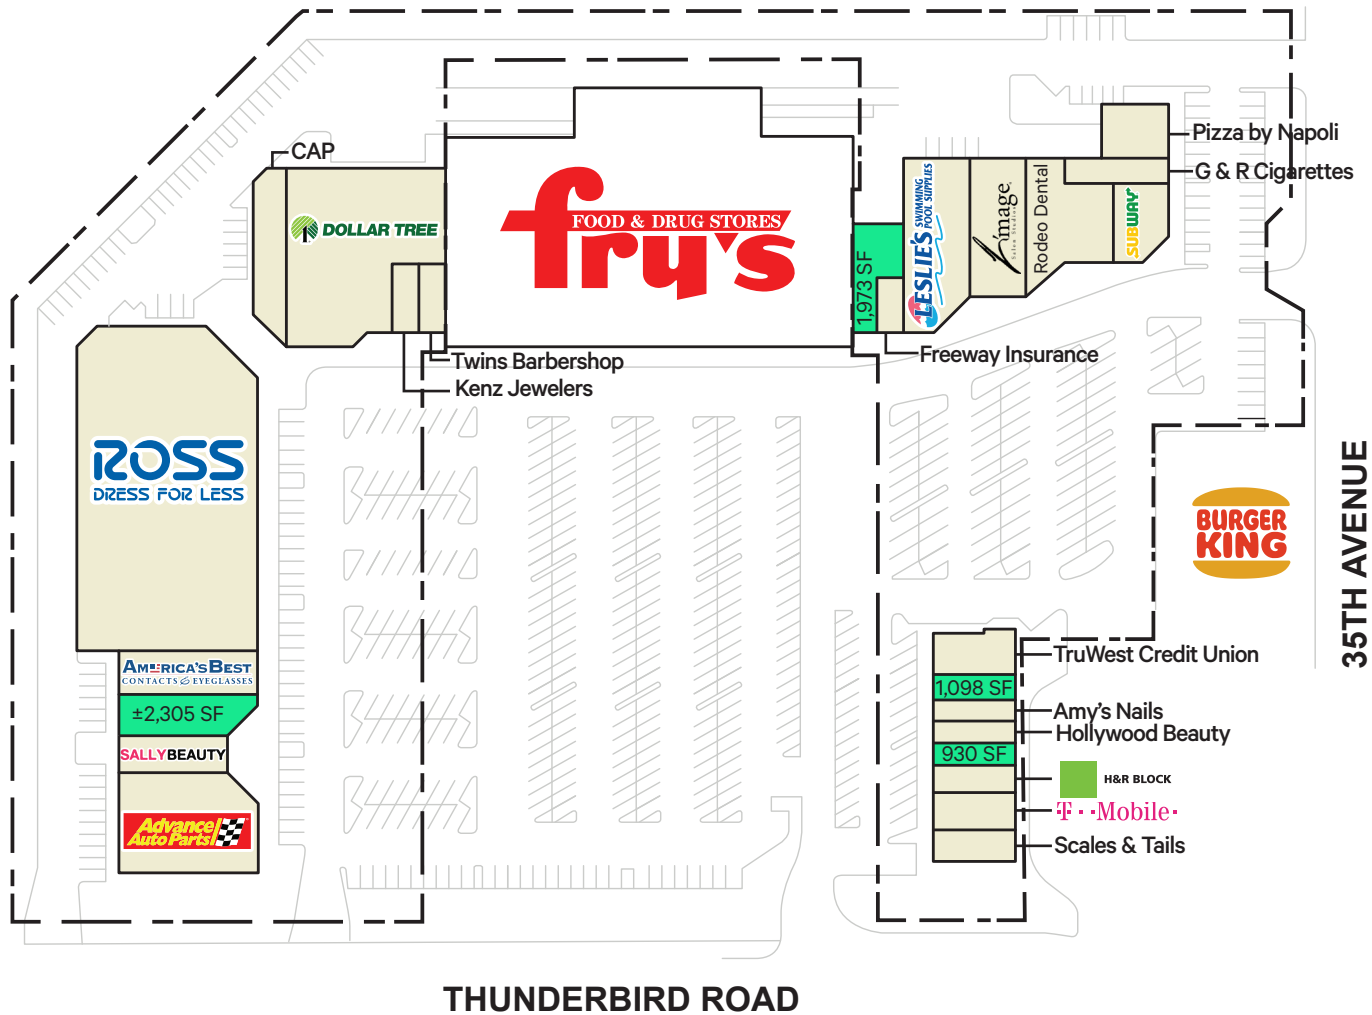 CAP
DOLLAR TREE
fry's
FOOD & DRUG STORES
Twins Barbershop
Kenz Jewelers
1,973 SF
LESLIE'S
SWIMMING
POOL SUPPLIES
K'image
Salon Studios
Rodeo Dental
SUBWAY
Pizza by Napoli
G & R Cigarettes
Freeway Insurance
ROSS
DRESS FOR LESS
AMERICA'S BEST
CONTACTS & EYEGLASSES
±2,305 SF
SALLYBEAUTY
Advance
Auto Parts
BURGER
KING
35TH AVENUE
TruWest Credit Union
1,098 SF
Amy's Nails
Hollywood Beauty
930 SF
H&R BLOCK
T··Mobile·
Scales & Tails
THUNDERBIRD ROAD